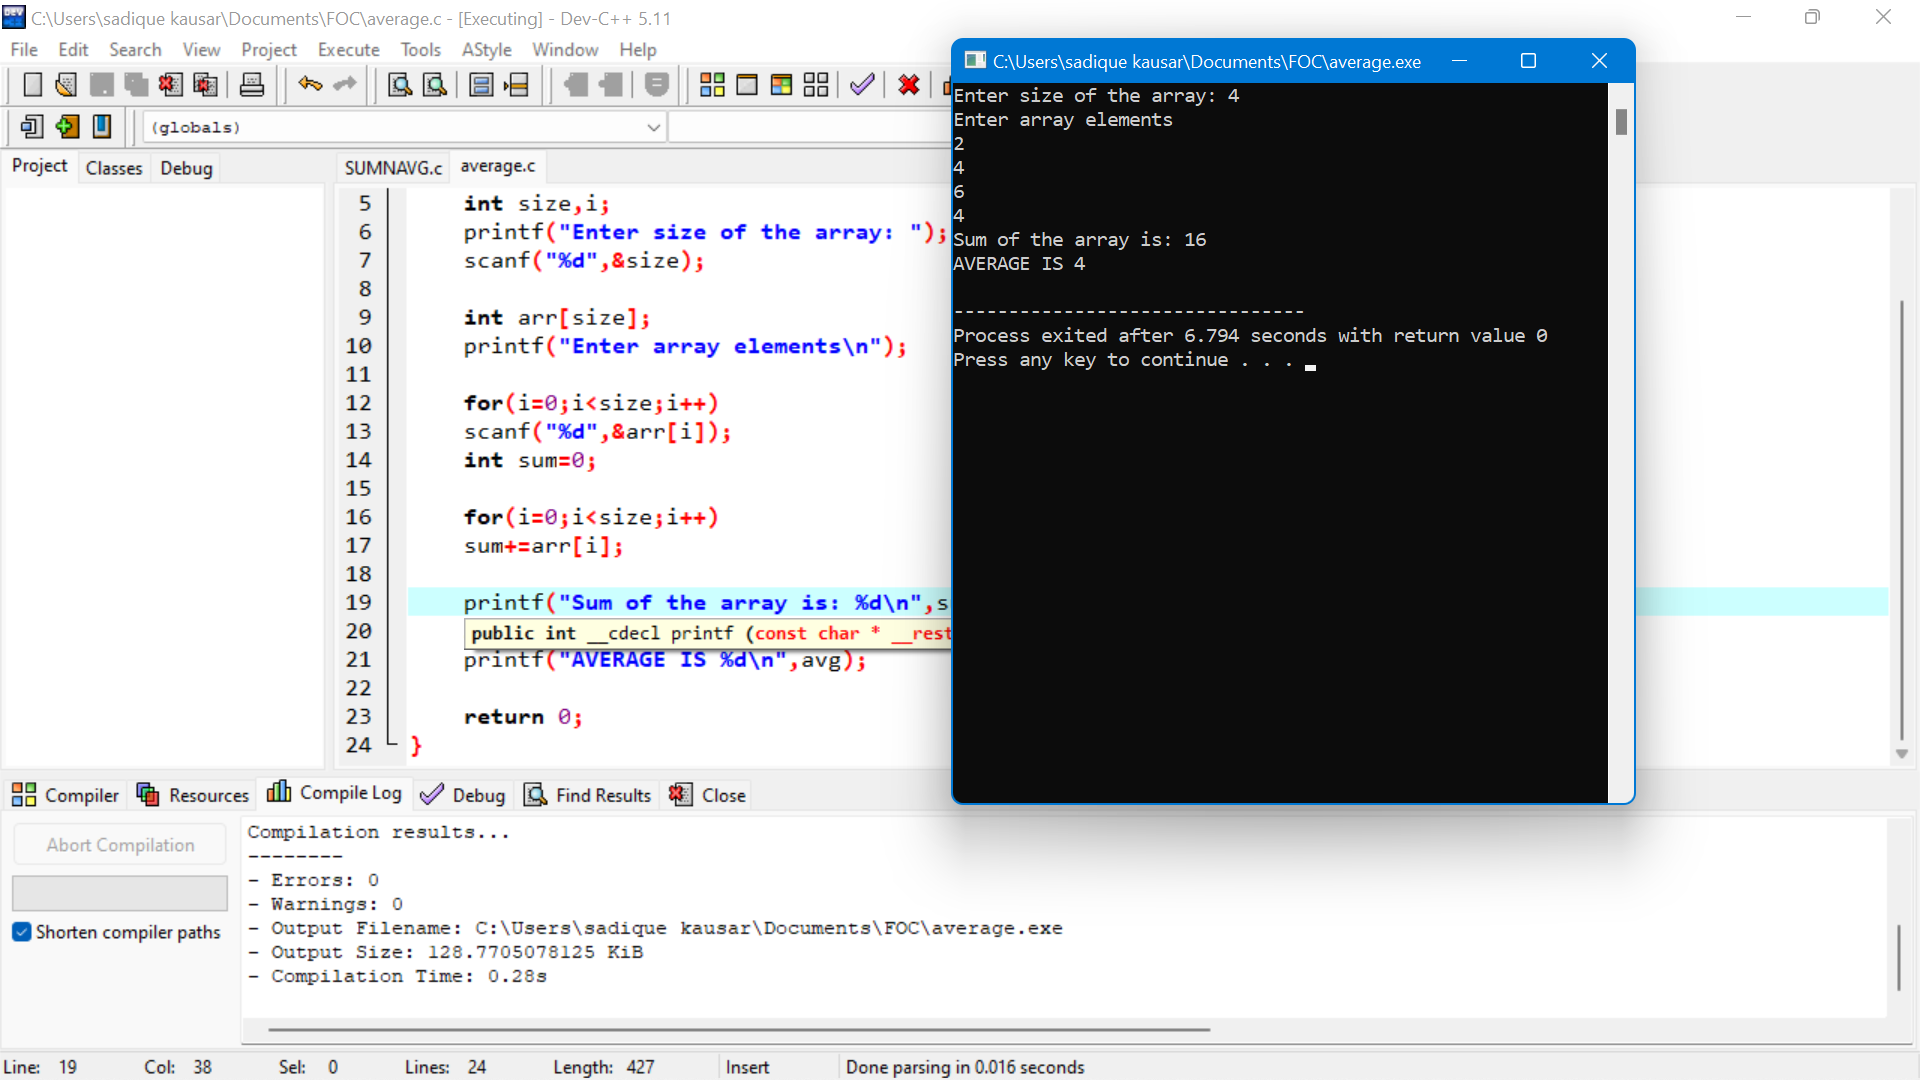 C:\Users\sadique kausar\Documents\FOC\average.c - [Executing] - Dev-C++ 5.11
File Edit Search View Project Execute Tools AStyle Window Help
(globals)
Project Classes Debug
SUMNAVG.c average.c
5 int size,i;
6 printf("Enter size of the array: ");
7 scanf("%d",&size);
8
9 int arr[size];
10 printf("Enter array elements\n");
11
12 for(i=0;i<size;i++)
13 scanf("%d",&arr[i]);
14 int sum=0;
15
16 for(i=0;i<size;i++)
17 sum+=arr[i];
18
19 printf("Sum of the array is: %d\n",s
20 public int __cdecl printf (const char * __rest
21 printf("AVERAGE IS %d\n",avg);
22
23 return 0;
24 }
C:\Users\sadique kausar\Documents\FOC\average.exe
Enter size of the array: 4
Enter array elements
2
4
6
4
Sum of the array is: 16
AVERAGE IS 4
--------------------------------
Process exited after 6.794 seconds with return value 0
Press any key to continue . . .
Compiler Resources Compile Log Debug Find Results Close
Abort Compilation
Shorten compiler paths
Compilation results...
--------
- Errors: 0
- Warnings: 0
- Output Filename: C:\Users\sadique kausar\Documents\FOC\average.exe
- Output Size: 128.7705078125 KiB
- Compilation Time: 0.28s
Line: 19 Col: 38 Sel: 0 Lines: 24 Length: 427 Insert Done parsing in 0.016 seconds